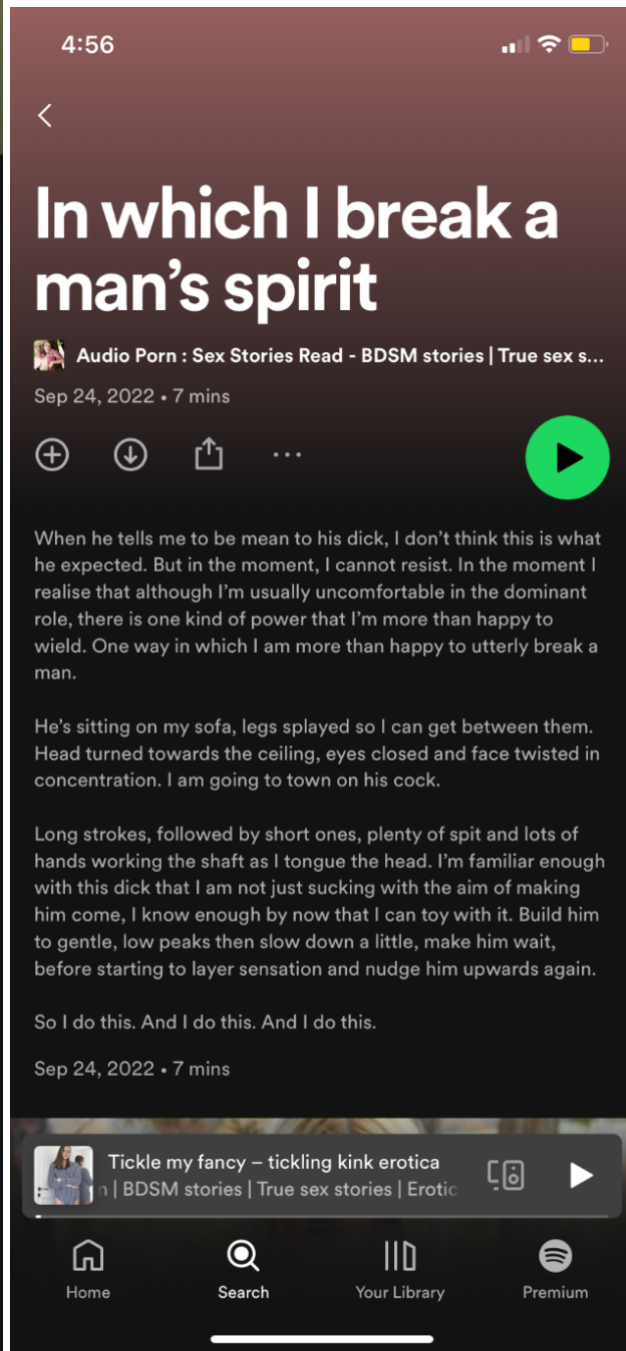 4:56
In which I break a
man's spirit
Audio Porn : Sex Stories Read - BDSM stories | True sex s...
Sep 24, 2022 • 7 mins
When he tells me to be mean to his dick, I don't think this is what
he expected. But in the moment, I cannot resist. In the moment I
realise that although I'm usually uncomfortable in the dominant
role, there is one kind of power that I'm more than happy to
wield. One way in which I am more than happy to utterly break a
man.
He's sitting on my sofa, legs splayed so I can get between them.
Head turned towards the ceiling, eyes closed and face twisted in
concentration. I am going to town on his cock.
Long strokes, followed by short ones, plenty of spit and lots of
hands working the shaft as I tongue the head. I'm familiar enough
with this dick that I am not just sucking with the aim of making
him come, I know enough by now that I can toy with it. Build him
to gentle, low peaks then slow down a little, make him wait,
before starting to layer sensation and nudge him upwards again.
So I do this. And I do this. And I do this.
Sep 24, 2022 • 7 mins
Tickle my fancy – tickling kink erotica
n | BDSM stories | True sex stories | Erotic
Home
Search
Your Library
Premium